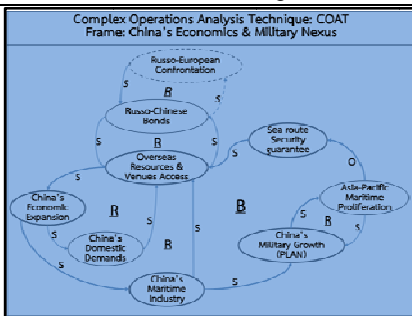 Complex Operations Analysis Technique: COAT
Frame: China's Economics & Military Nexus
Russo-European
Confrontation
S
R
S
Russo-Chinese
Bonds
S
R
S
Sea route
Security
guarantee
Overseas
Resources &
Venues Access
S
O
S
China's
Economic
Expansion
R
S
B
Asia-Pacific
Maritime
Proliferation
S
R
S
S
China's
Domestic
Demands
R
S
China's
Military Growth
(PLAN)
S
China's
Maritime
Industry
S